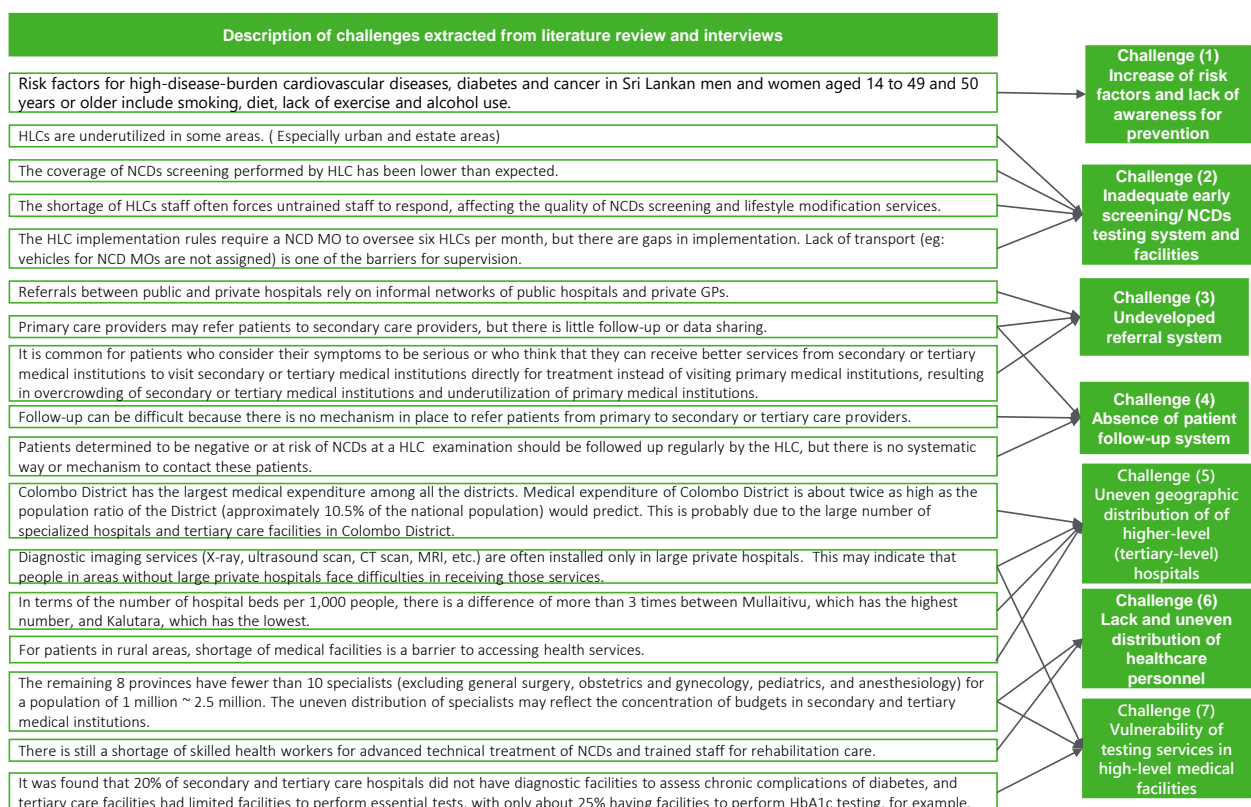 Description of challenges extracted from literature review and interviews
Risk factors for high-disease-burden cardiovascular diseases, diabetes and cancer in Sri Lankan men and women aged 14 to 49 and 50
years or older include smoking, diet, lack of exercise and alcohol use.
HLCs are underutilized in some areas. ( Especially urban and estate areas)
The coverage of NCDs screening performed by HLC has been lower than expected.
The shortage of HLCs staff often forces untrained staff to respond, affecting the quality of NCDs screening and lifestyle modification services.
The HLC implementation rules require a NCD MO to oversee six HLCs per month, but there are gaps in implementation. Lack of transport (eg:
vehicles for NCD MOs are not assigned) is one of the barriers for supervision.
Referrals between public and private hospitals rely on informal networks of public hospitals and private GPs.
Primary care providers may refer patients to secondary care providers, but there is little follow-up or data sharing.
It is common for patients who consider their symptoms to be serious or who think that they can receive better services from secondary or tertiary
medical institutions to visit secondary or tertiary medical institutions directly for treatment instead of visiting primary medical institutions, resulting
in overcrowding of secondary or tertiary medical institutions and underutilization of primary medical institutions.
Follow-up can be difficult because there is no mechanism in place to refer patients from primary to secondary or tertiary care providers.
Patients determined to be negative or at risk of NCDs at a HLC examination should be followed up regularly by the HLC, but there is no systematic
way or mechanism to contact these patients.
Colombo District has the largest medical expenditure among all the districts. Medical expenditure of Colombo District is about twice as high as the
population ratio of the District (approximately 10.5% of the national population) would predict. This is probably due to the large number of
specialized hospitals and tertiary care facilities in Colombo District.
Diagnostic imaging services (X-ray, ultrasound scan, CT scan, MRI, etc.) are often installed only in large private hospitals. This may indicate that
people in areas without large private hospitals face difficulties in receiving those services.
In terms of the number of hospital beds per 1,000 people, there is a difference of more than 3 times between Mullaitivu, which has the highest
number, and Kalutara, which has the lowest.
For patients in rural areas, shortage of medical facilities is a barrier to accessing health services.
The remaining 8 provinces have fewer than 10 specialists (excluding general surgery, obstetrics and gynecology, pediatrics, and anesthesiology) for
a population of 1 million ~ 2.5 million. The uneven distribution of specialists may reflect the concentration of budgets in secondary and tertiary
medical institutions.
There is still a shortage of skilled health workers for advanced technical treatment of NCDs and trained staff for rehabilitation care.
It was found that 20% of secondary and tertiary care hospitals did not have diagnostic facilities to assess chronic complications of diabetes, and
tertiary care facilities had limited facilities to perform essential tests, with only about 25% having facilities to perform HbA1c testing, for example.
Challenge (1)
Increase of risk
factors and lack of
awareness for
prevention
Challenge (2)
Inadequate early
screening/ NCDs
testing system and
facilities
Challenge (3)
Undeveloped
referral system
Challenge (4)
Absence of patient
follow-up system
Challenge (5)
Uneven geographic
distribution of of
higher-level
(tertiary-level)
hospitals
Challenge (6)
Lack and uneven
distribution of
healthcare
personnel
Challenge (7)
Vulnerability of
testing services in
high-level medical
facilities